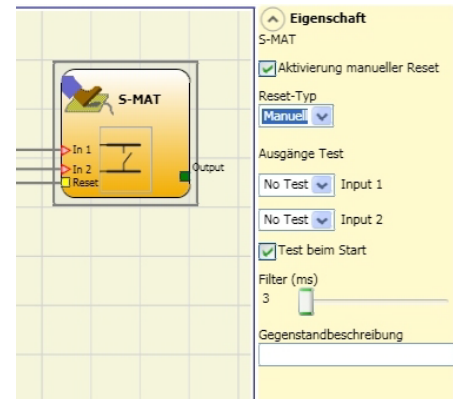 S-MAT
In 1
In 2
Reset
Output
Eigenschaft
S-MAT
Aktivierung manueller Reset
Reset-Typ
Manuell
Ausgänge Test
No Test Input 1
No Test Input 2
Test beim Start
Filter (ms)
3
Gegenstandbeschreibung